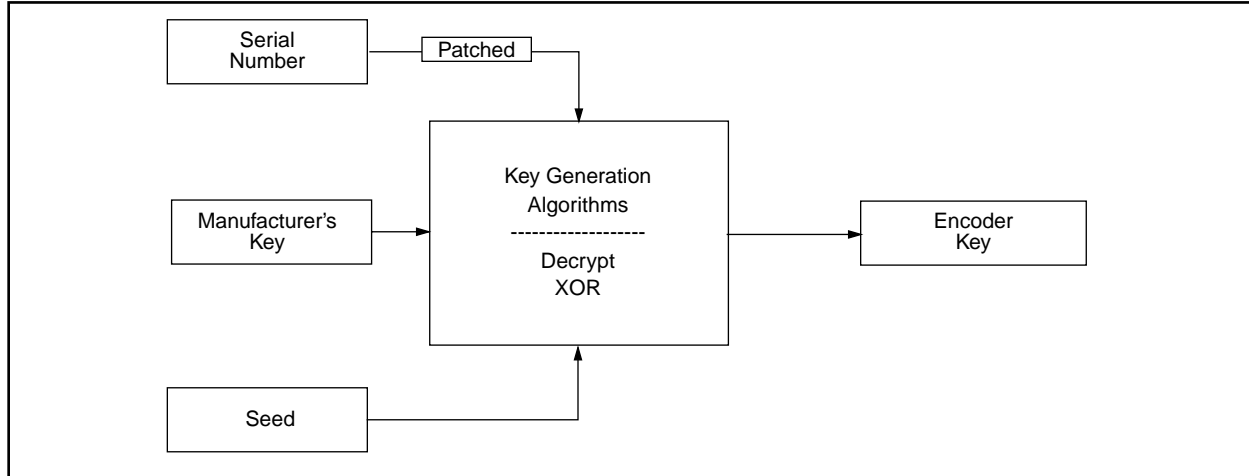 Serial
Number
Patched
Key Generation
Algorithms
--------------------
Decrypt
XOR
Manufacturer’s
Key
Encoder
Key
Seed